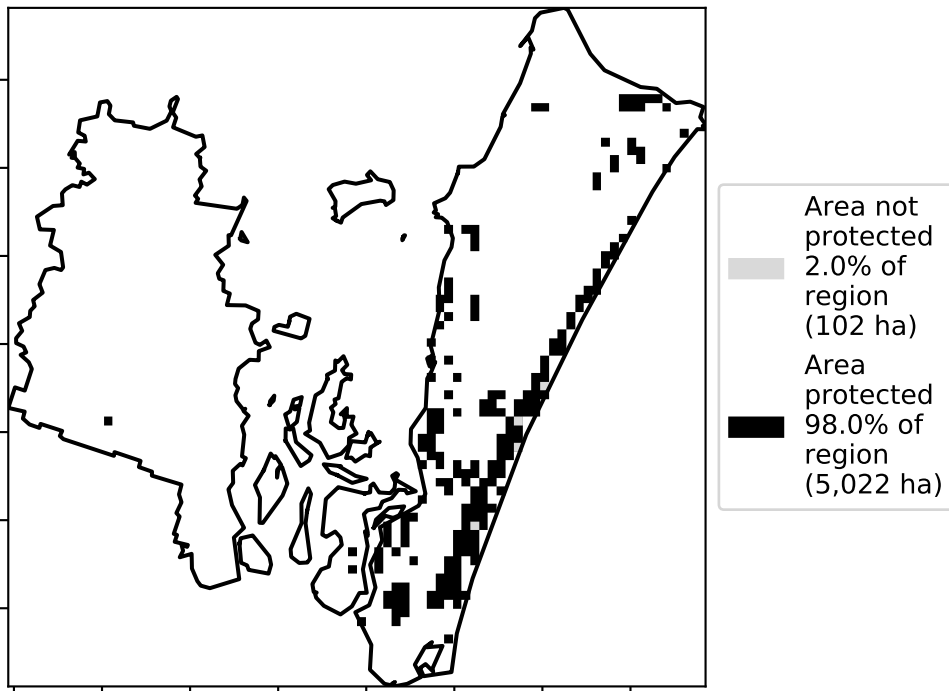 Area not
protected
2.0% of
region
(102 ha)
Area
protected
98.0% of
region
(5,022 ha)